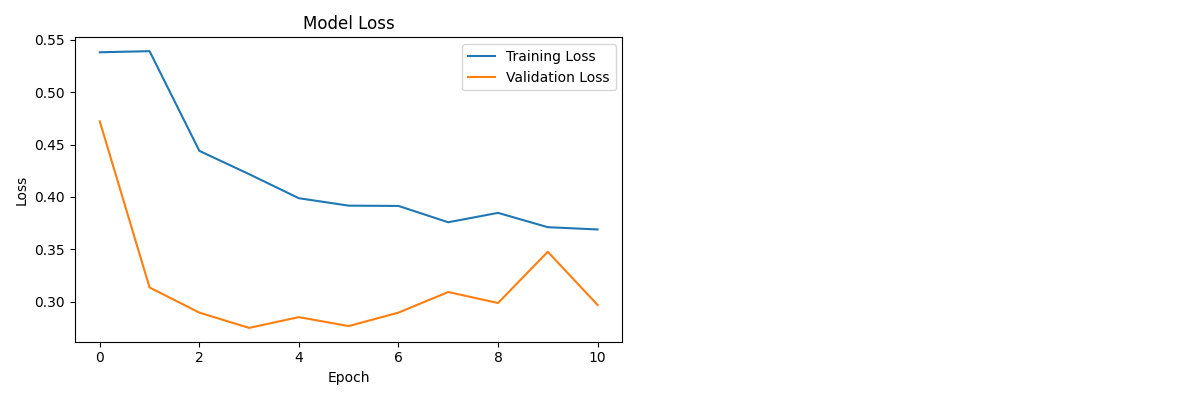 Model Loss
0.55
0.50
0.45
0.40
0.35
0.30
Loss
Training Loss
Validation Loss
0 2 4 6 8 10
Epoch